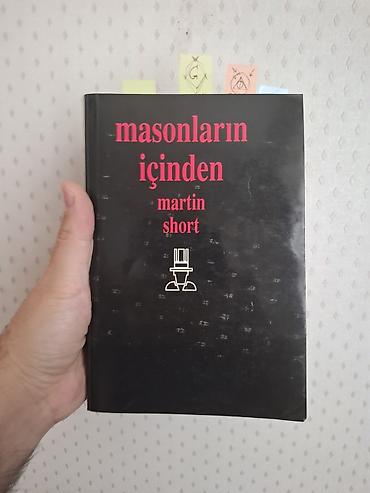 G
A
masonların
içinden
martin
short